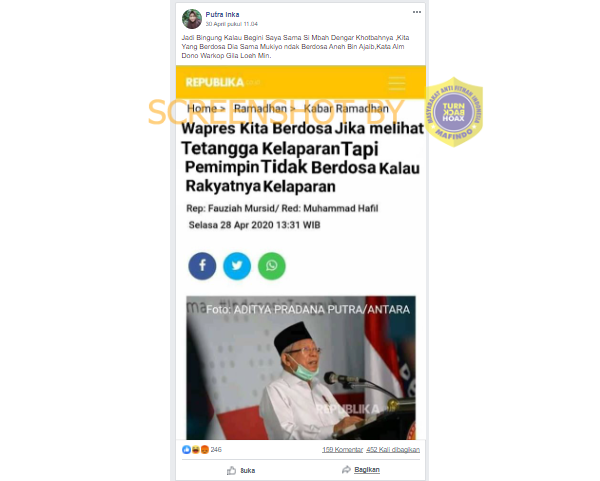 Putra Inka
30 April pukul 11.04
Jadi Bingung Kalau Begini Saya Sama Si Mbah Dengar Khotbahnya ,Kita
Yang Berdosa Dia Sama Mukiyo ndak Berdosa Aneh Bin Ajaib,Kata Alm
Dono Warkop Gila Loeh Min.
REPUBLIKA
SCREENSHOT BY
MASYARAKAT ANTI FITNAH INDONESIA
TURN
BACK
HOAX
MAFINDO
Home > Ramadhan > Kabar Ramadhan
Wapres Kita Berdosa Jika melihat
Tetangga Kelaparan Tapi
Pemimpin Tidak Berdosa Kalau
Rakyatnya Kelaparan
Rep: Fauziah Mursid/ Red: Muhammad Hafil
Selasa 28 Apr 2020 13:31 WIB
Foto: ADITYA PRADANA PUTRA/ANTARA
REPUBLIKA
246
159 Komentar 452 Kali dibagikan
Suka
Bagikan